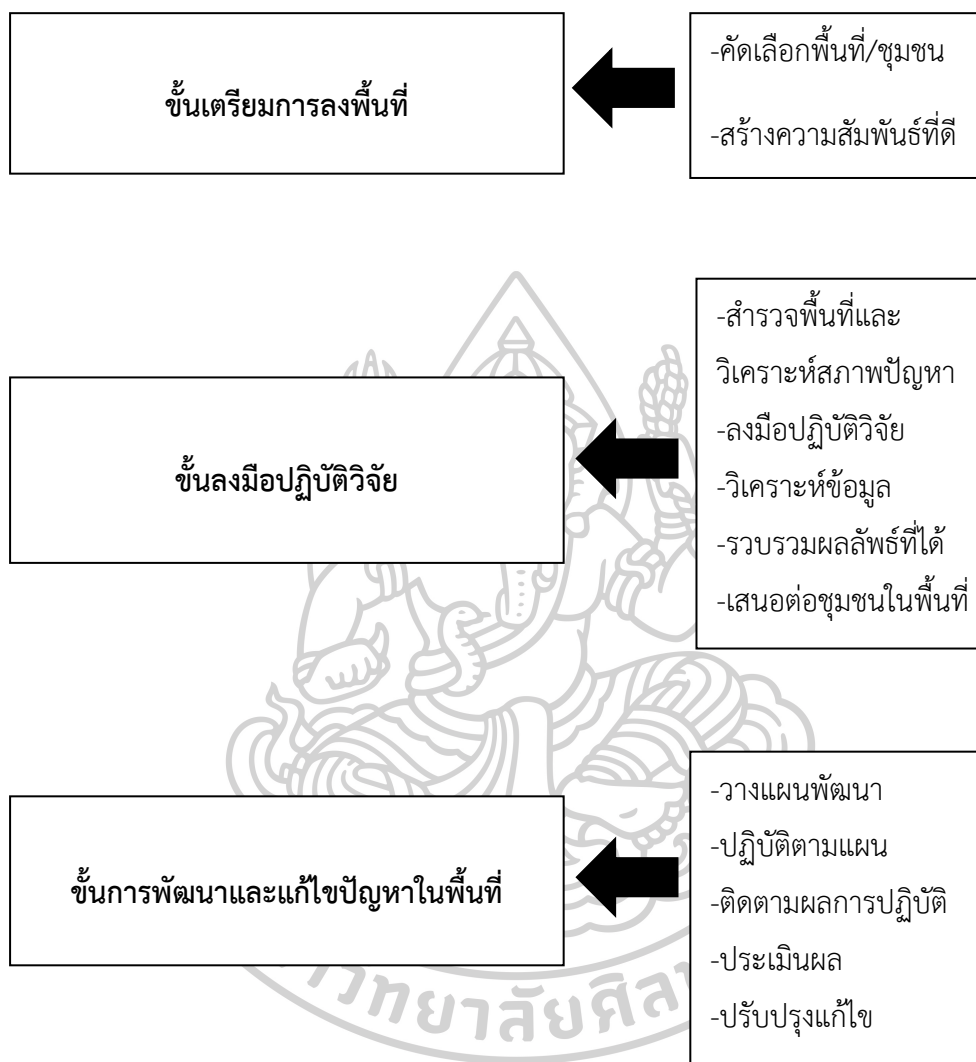 ขั้นเตรียมการลงพื้นที่
-คัดเลือกพื้นที่/ชุมชน
-สร้างความสัมพันธ์ที่ดี
ขั้นลงมือปฏิบัติวิจัย
-สำรวจพื้นที่และ
วิเคราะห์สภาพปัญหา
-ลงมือปฏิบัติวิจัย
-วิเคราะห์ข้อมูล
-รวบรวมผลลัพธ์ที่ได้
-เสนอต่อชุมชนในพื้นที่
ขั้นการพัฒนาและแก้ไขปัญหาในพื้นที่
-วางแผนพัฒนา
-ปฏิบัติตามแผน
-ติดตามผลการปฏิบัติ
-ประเมินผล
-ปรับปรุงแก้ไข